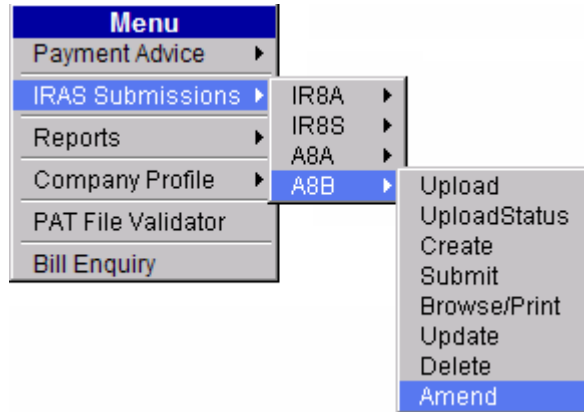 Menu
Payment Advice
IRAS Submissions
Reports
Company Profile
PAT File Validator
Bill Enquiry
IR8A
IR8S
A8A
A8B
Upload
UploadStatus
Create
Submit
Browse/Print
Update
Delete
Amend